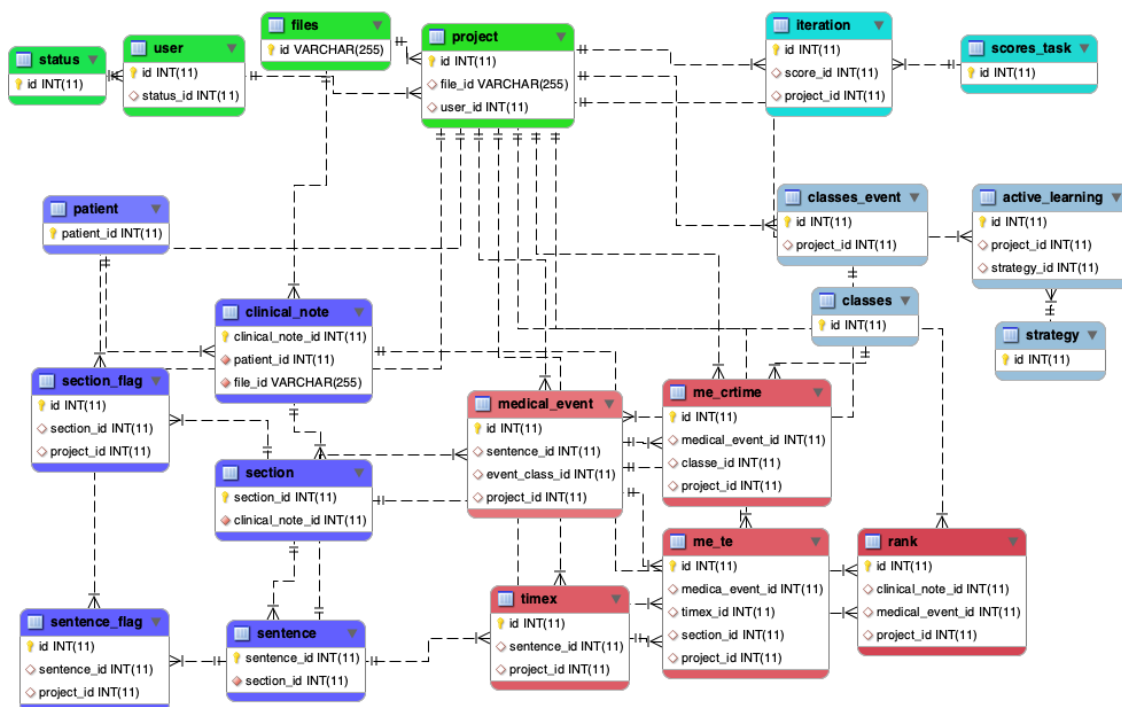 files
id VARCHAR(255)
project
id INT(11)
file_id VARCHAR(255)
user_id INT(11)
iteration
id INT(11)
score_id INT(11)
project_id INT(11)
status
id INT(11)
user
id INT(11)
status_id INT(11)
scores_task
id INT(11)
patient
patient_id INT(11)
classes_event
id INT(11)
project_id INT(11)
active_learning
id INT(11)
project_id INT(11)
strategy_id INT(11)
clinical_note
clinical_note_id INT(11)
patient_id INT(11)
file_id VARCHAR(255)
classes
id INT(11)
strategy
id INT(11)
section_flag
id INT(11)
section_id INT(11)
project_id INT(11)
medical_event
id INT(11)
sentence_id INT(11)
event_class_id INT(11)
project_id INT(11)
me_crtime
id INT(11)
medical_event_id INT(11)
classe_id INT(11)
project_id INT(11)
section
section_id INT(11)
clinical_note_id INT(11)
me_te
id INT(11)
medica_event_id INT(11)
timex_id INT(11)
section_id INT(11)
project_id INT(11)
rank
id INT(11)
clinical_note_id INT(11)
medical_event_id INT(11)
project_id INT(11)
timex
id INT(11)
sentence_id INT(11)
project_id INT(11)
sentence_flag
id INT(11)
sentence_id INT(11)
project_id INT(11)
sentence
sentence_id INT(11)
section_id INT(11)